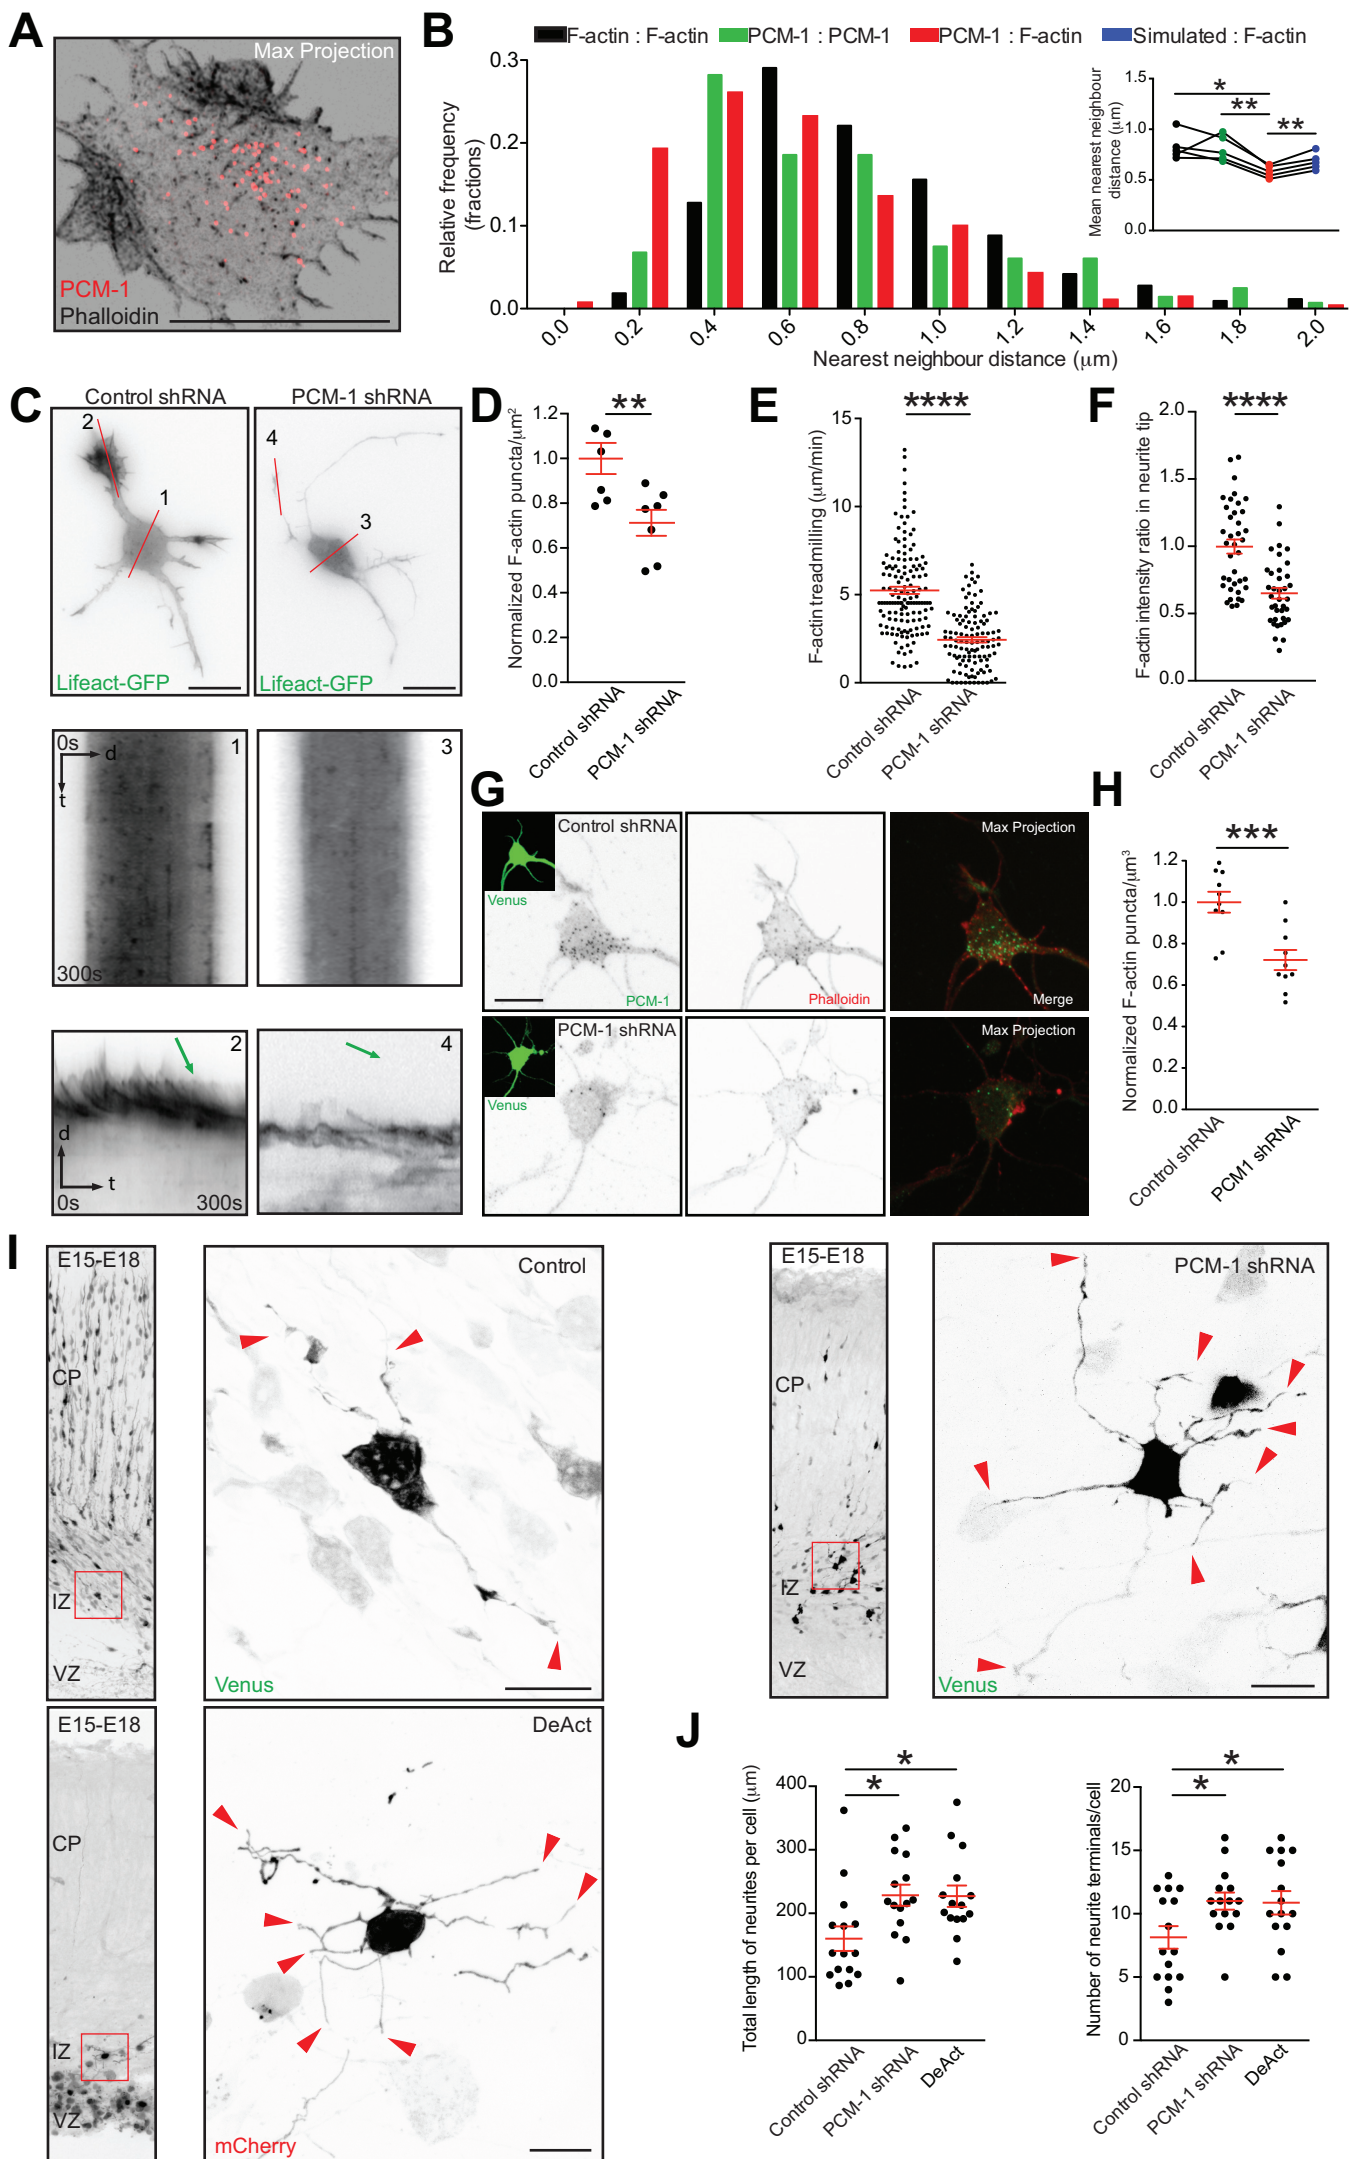 A
Max Projection
PCM-1
Phalloidin
B
F-actin : F-actin PCM-1 : PCM-1 PCM-1 : F-actin Simulated : F-actin
Relative frequency
(fractions)
0.3
0.2
0.1
0.0
0.0 0.2 0.4 0.6 0.8 1.0 1.2 1.4 1.6 1.8 2.0
Nearest neighbour distance (μm)
Mean nearest neighbour
distance (μm)
1.5
1.0
0.5
0.0
* ** **
C
Control shRNA PCM-1 shRNA
2
1
4
3
Lifeact-GFP Lifeact-GFP
0s d 1
t
300s
3
2
d
t
0s 300s
4
D
**
Normalized F-actin puncta/μm²
1.2
1.0
0.8
0.6
0.4
0.2
0.0
Control shRNA
PCM-1 shRNA
E
****
F-actin treadmilling (μm/min)
15
10
5
0
Control shRNA
PCM-1 shRNA
F
****
F-actin intensity ratio in neurite tip
2.0
1.5
1.0
0.5
0.0
Control shRNA
PCM-1 shRNA
G
Control shRNA
Venus
PCM-1
Phalloidin
Max Projection
Merge
PCM-1 shRNA
Venus
Max Projection
H
***
Normalized F-actin puncta/μm³
1.2
1.0
0.8
0.6
0.4
0.2
0.0
Control shRNA
PCM1 shRNA
I
E15-E18
CP
IZ
VZ
Control
Venus
E15-E18
CP
IZ
VZ
PCM-1 shRNA
Venus
E15-E18
CP
IZ
VZ
DeAct
mCherry
J
*
*
Total length of neurites per cell (μm)
400
300
200
100
0
Control shRNA
PCM-1 shRNA
DeAct
*
*
Number of neurite terminals/cell
20
15
10
5
0
Control shRNA
PCM-1 shRNA
DeAct